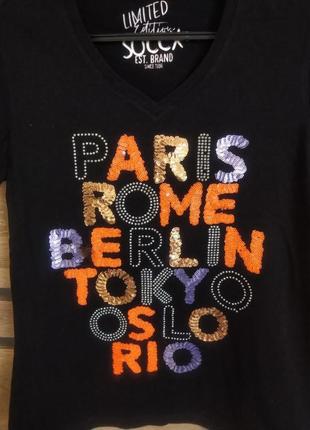 LIMITED
Edition
SOCCX
EST. BRAND
PARIS
ROME
BERLIN
TOKYO
OSLO
RIO